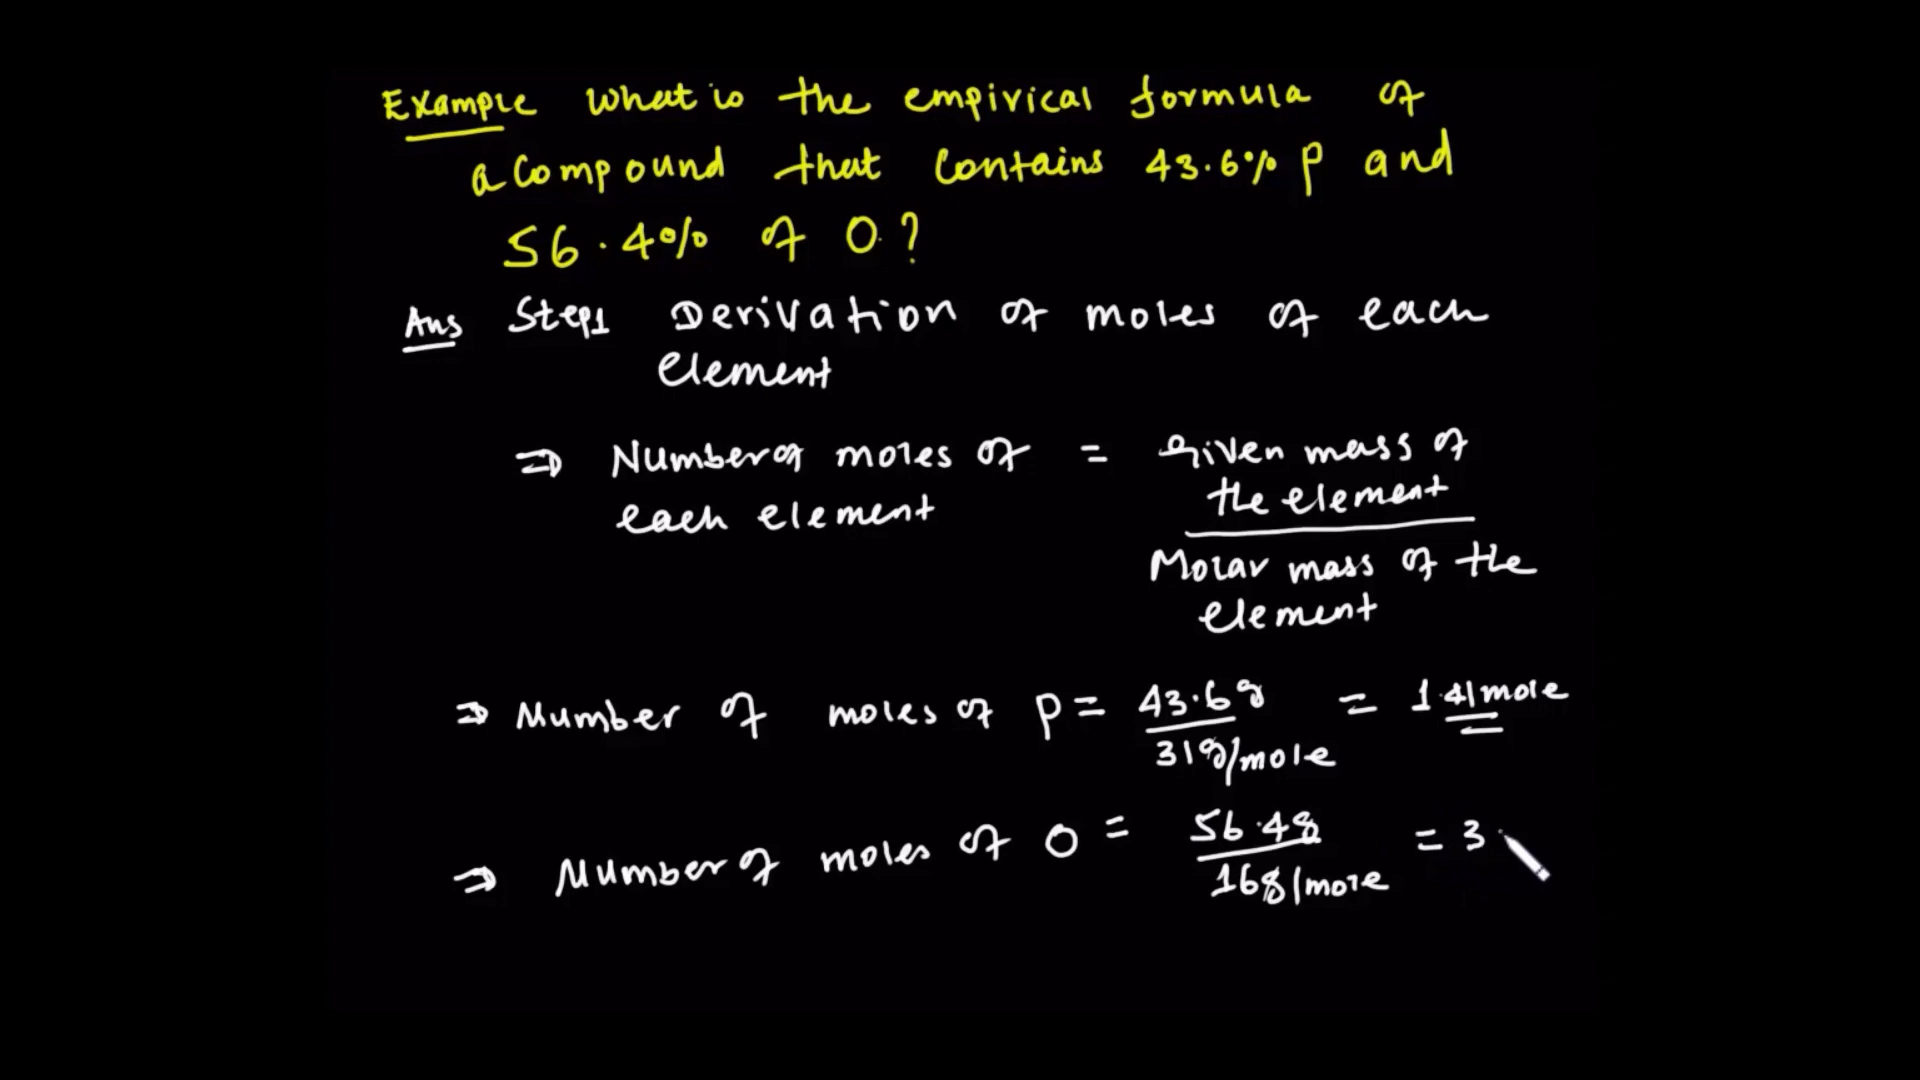 Example what is the empirical formula of
a compound that contains 43.6% P and
56.4% of O?
Ans Step1 Derivation of moles of each
element
⇒ Number of moles of = Given mass of
the element
each element
Molar mass of the
element
⇒ Number of moles of P = 43.6g = 1.41mole
31g/mole
⇒ Number of moles of O = 56.4g = 3.
16g/mole